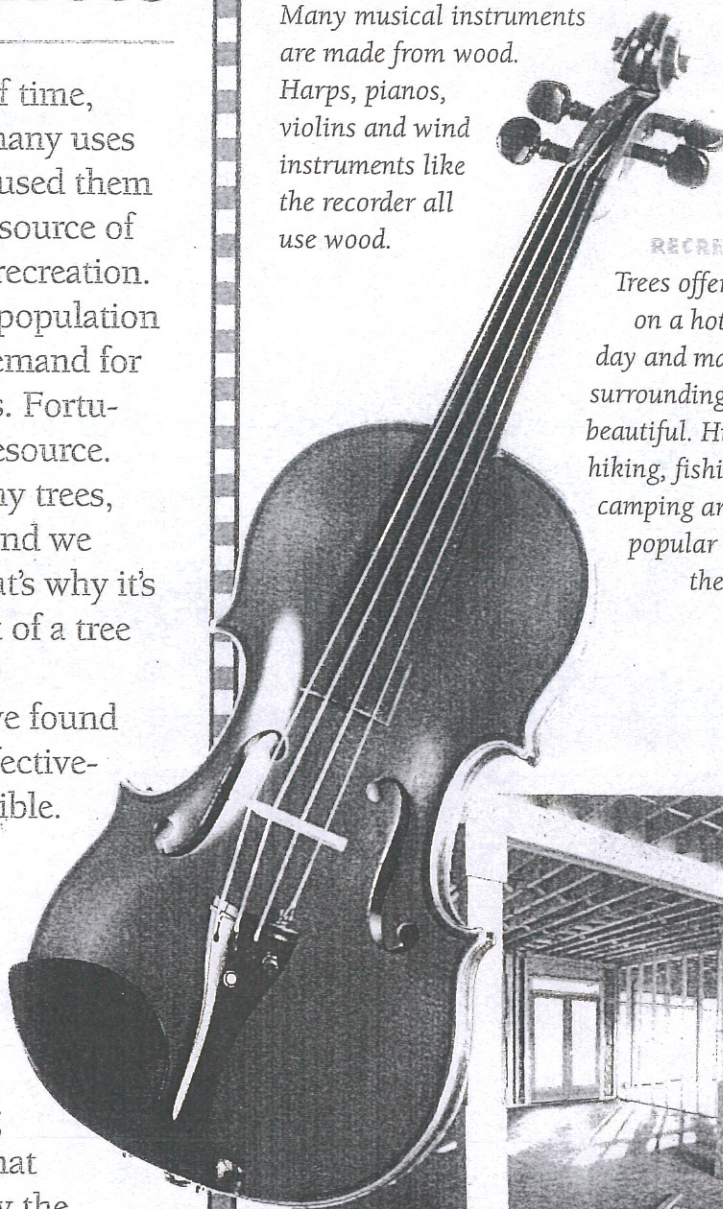 f time,
many uses
used them
source of
recreation.
population
emand for
s. Fortu-
esource.
ny trees,
nd we
at's why it's
t of a tree
ve found
fective-
ible.
hat
y the
Many musical instruments
are made from wood.
Harps, pianos,
violins and wind
instruments like
the recorder all
use wood.
RECRE
Trees offer
on a hot
day and ma
surrounding
beautiful. Hi
hiking, fishi
camping ar
popular
the